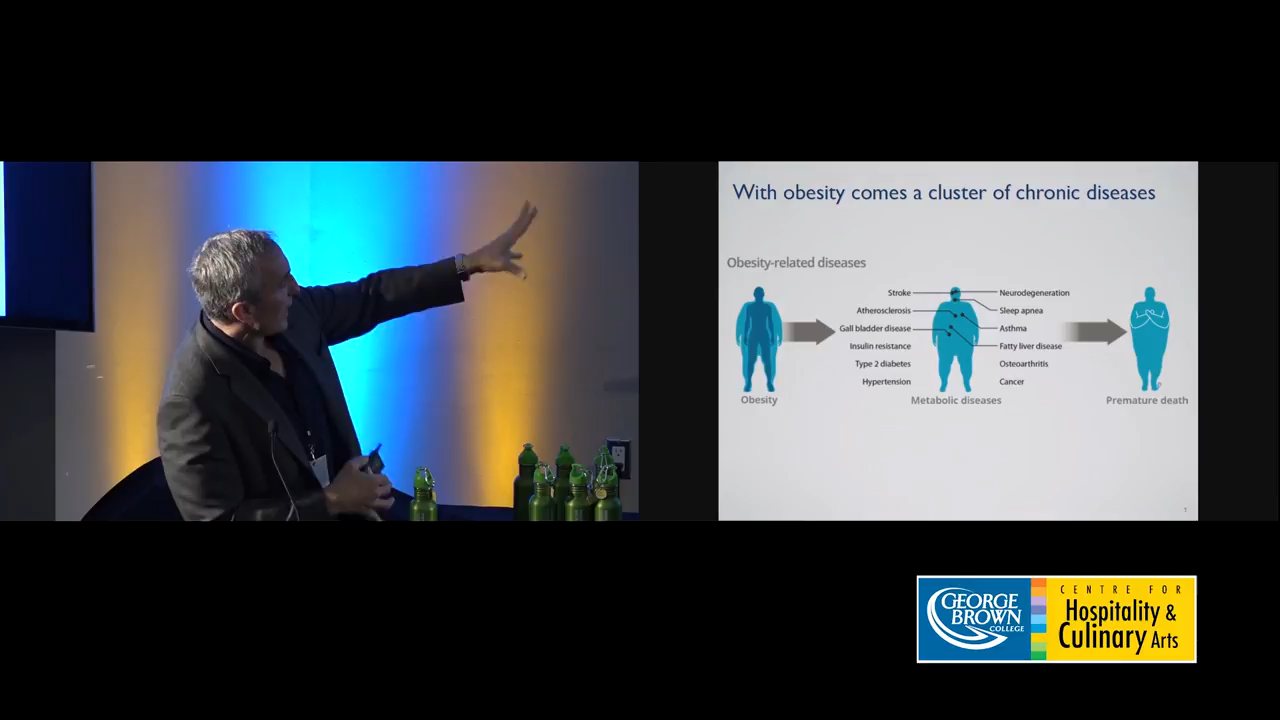 With obesity comes a cluster of chronic diseases
Obesity-related diseases
Stroke
Atherosclerosis
Gall bladder disease
Insulin resistance
Type 2 diabetes
Hypertension
Neurodegeneration
Sleep apnea
Asthma
Fatty liver disease
Osteoarthritis
Cancer
Obesity
Metabolic diseases
Premature death
7
GEORGE
BROWN
COLLEGE
CENTRE FOR
Hospitality &
Culinary Arts